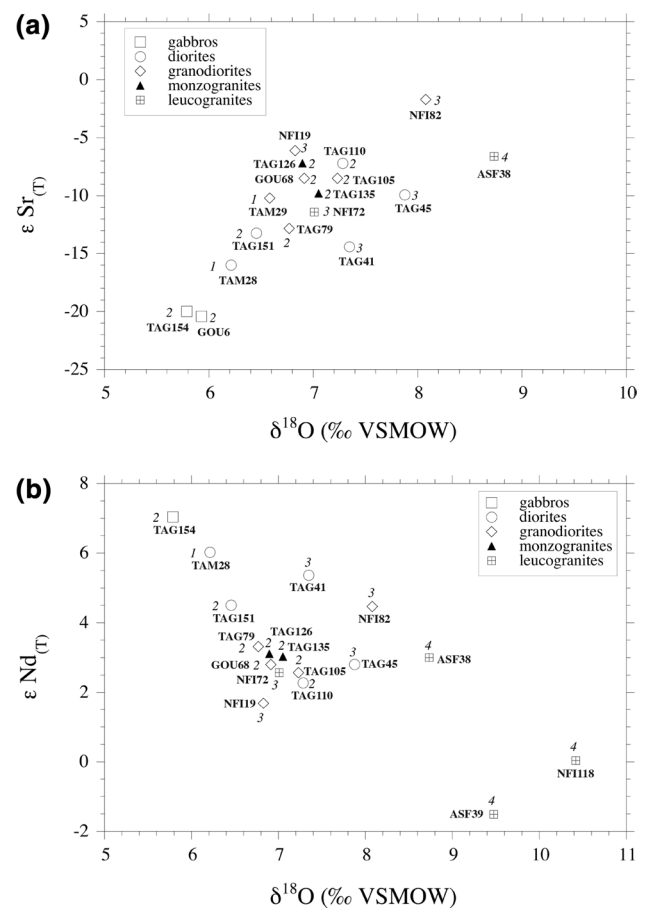 (a)
5
0
-5
-10
-15
-20
-25
ε Sr(T)
gabbros
diorites
granodiorites
monzogranites
leucogranites
3
NFI82
NFI19
3
TAG110
TAG126 2 2
4
ASF38
GOU68 2 2 TAG105
2 TAG135
1
TAM29
3 NFI72
3
TAG45
2
TAG151
TAG79
2
3
TAG41
1
TAM28
2
TAG154
2
GOU6
5 6 7 8 9 10
δ18O (‰ VSMOW)
(b)
8
6
4
2
0
-2
ε Nd(T)
gabbros
diorites
granodiorites
monzogranites
leucogranites
2
TAG154
1
TAM28
3
TAG41
2
TAG151
3
NFI82
TAG79 TAG126
2 2 2 TAG135
4
ASF38
GOU68 2
2
TAG105
3
TAG45
NFI72
3
2
TAG110
NFI19
3
4
NFI118
4
ASF39
5 6 7 8 9 10 11
δ18O (‰ VSMOW)